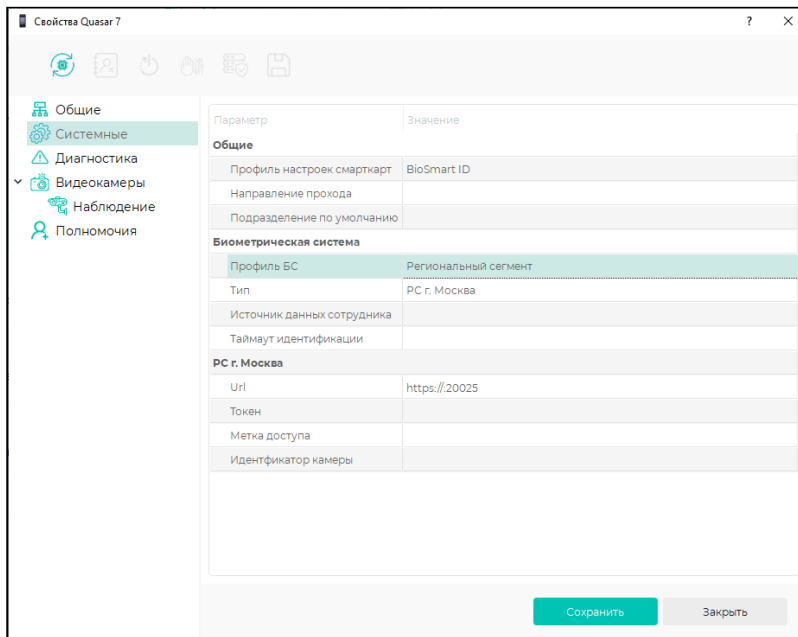 Свойства Quasar 7
?
Общие
Системные
Диагностика
Видеокамеры
Наблюдение
Полномочия
Параметр Значение
Общие
Профиль настроек смарткарт BioSmart ID
Направление прохода
Подразделение по умолчанию
Биометрическая система
Профиль БС Региональный сегмент
Тип РС г. Москва
Источник данных сотрудника
Таймаут идентификации
РС г. Москва
Url https://:20025
Токен
Метка доступа
Идентфикатор камеры
Сохранить Закрыть